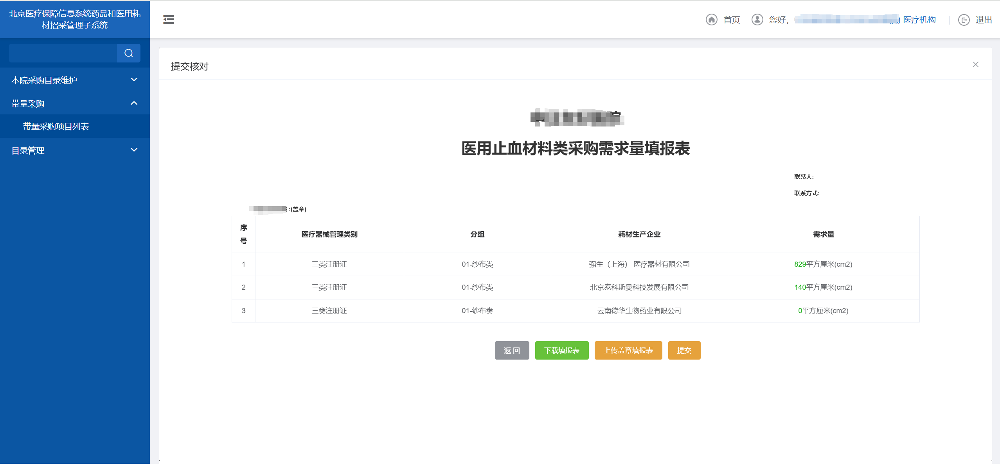 北京医疗保障信息系统药品和医用耗
材招采管理子系统
首页
您好,
医疗机构
退出
本院采购目录维护
带量采购
带量采购项目列表
目录管理
提交核对
院
医用止血材料类采购需求量填报表
联系人:
联系方式:
:(盖章)
序号 医疗器械管理类别 分组 耗材生产企业 需求量
1 三类注册证 01-纱布类 强生（上海） 医疗器材有限公司 829平方厘米(cm2)
2 三类注册证 01-纱布类 北京泰科斯曼科技发展有限公司 140平方厘米(cm2)
3 三类注册证 01-纱布类 云南德华生物药业有限公司 0平方厘米(cm2)
返 回 下载填报表 上传盖章填报表 提交